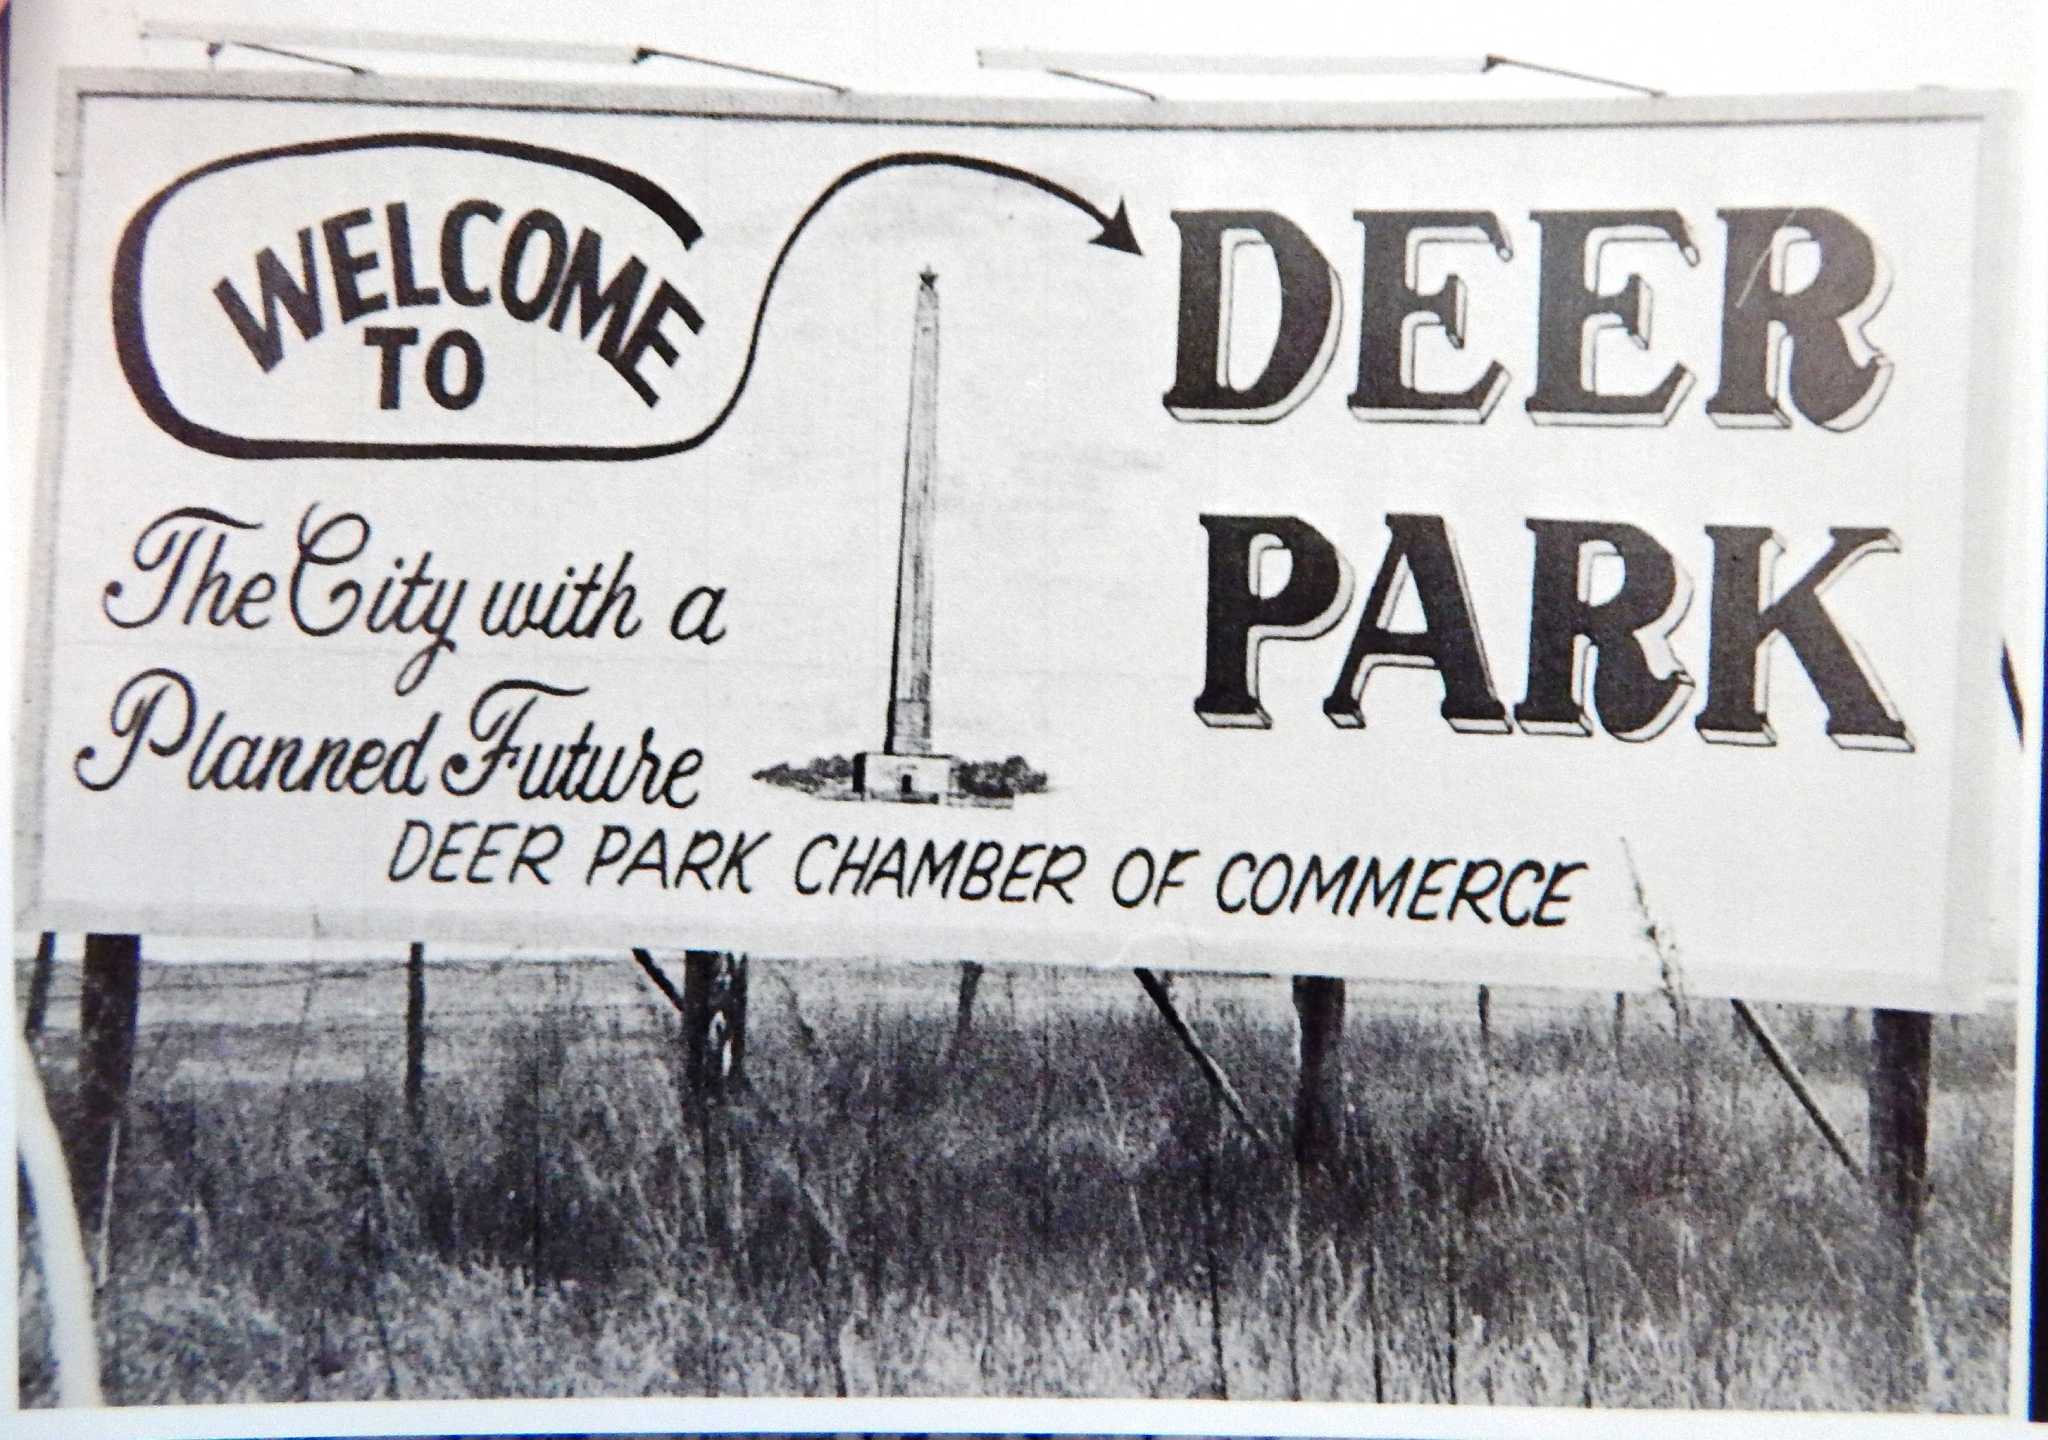 WELCOME
TO
DEER
PARK
The City with a
Planned Future
DEER PARK CHAMBER OF COMMERCE